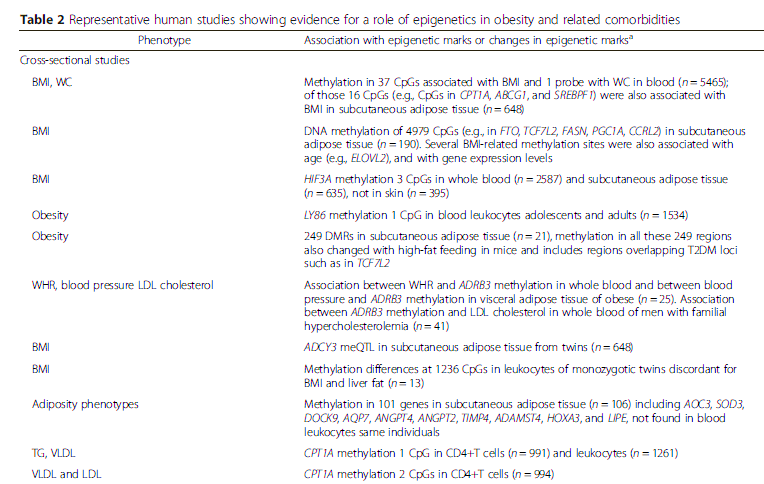 Table 2 Representative human studies showing evidence for a role of epigenetics in obesity and related comorbidities
Phenotype Association with epigenetic marks or changes in epigenetic marksa
Cross-sectional studies
BMI, WC Methylation in 37 CpGs associated with BMI and 1 probe with WC in blood (n = 5465);
of those 16 CpGs (e.g., CpGs in CPT1A, ABCG1, and SREBPF1) were also associated with
BMI in subcutaneous adipose tissue (n = 648)
BMI DNA methylation of 4979 CpGs (e.g., in FTO, TCF7L2, FASN, PGC1A, CCRL2) in subcutaneous
adipose tissue (n = 190). Several BMI-related methylation sites were also associated with
age (e.g., ELOVL2), and with gene expression levels
BMI HIF3A methylation 3 CpGs in whole blood (n = 2587) and subcutaneous adipose tissue
(n = 635), not in skin (n = 395)
Obesity LY86 methylation 1 CpG in blood leukocytes adolescents and adults (n = 1534)
Obesity 249 DMRs in subcutaneous adipose tissue (n = 21), methylation in all these 249 regions
also changed with high-fat feeding in mice and includes regions overlapping T2DM loci
such as in TCF7L2
WHR, blood pressure LDL cholesterol Association between WHR and ADRB3 methylation in whole blood and between blood
pressure and ADRB3 methylation in visceral adipose tissue of obese (n = 25). Association
between ADRB3 methylation and LDL cholesterol in whole blood of men with familial
hypercholesterolemia (n = 41)
BMI ADCY3 meQTL in subcutaneous adipose tissue from twins (n = 648)
BMI Methylation differences at 1236 CpGs in leukocytes of monozygotic twins discordant for
BMI and liver fat (n = 13)
Adiposity phenotypes Methylation in 101 genes in subcutaneous adipose tissue (n = 106) including AOC3, SOD3,
DOCK9, AQP7, ANGPT4, ANGPT2, TIMP4, ADAMST4, HOXA3, and LIPE, not found in blood
leukocytes same individuals
TG, VLDL CPT1A methylation 1 CpG in CD4+T cells (n = 991) and leukocytes (n = 1261)
VLDL and LDL CPT1A methylation 2 CpGs in CD4+T cells (n = 994)